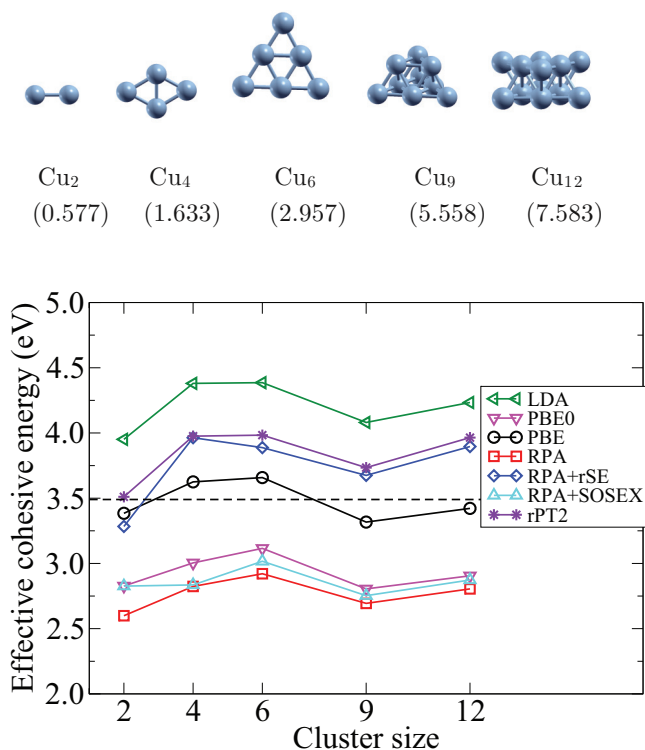 Cu₂ Cu₄ Cu₆ Cu₉ Cu₁₂
(0.577) (1.633) (2.957) (5.558) (7.583)
Effective cohesive energy (eV)
5.0
4.5
4.0
3.5
3.0
2.5
2.0
LDA
PBE0
PBE
RPA
RPA+rSE
RPA+SOSEX
rPT2
2 4 6 9 12
Cluster size